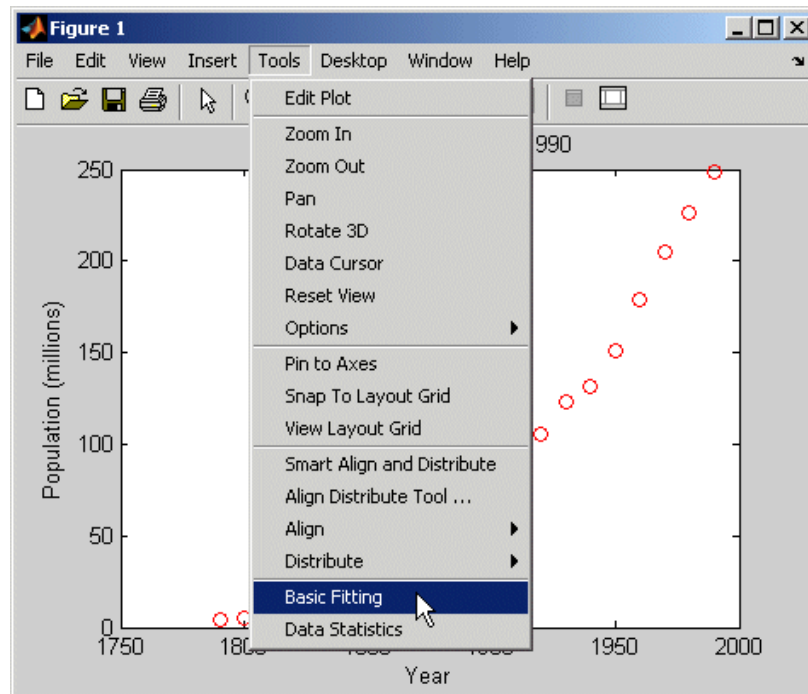 Figure 1
File Edit View Insert Tools Desktop Window Help
Edit Plot
Zoom In
Zoom Out
Pan
Rotate 3D
Data Cursor
Reset View
Options
Pin to Axes
Snap To Layout Grid
View Layout Grid
Smart Align and Distribute
Align Distribute Tool ...
Align
Distribute
Basic Fitting
Data Statistics
990
250
200
150
100
50
0
Population (millions)
1750 1950 2000
Year